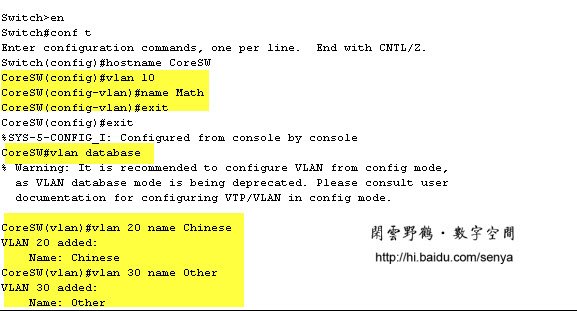 Switch>en
Switch#conf t
Enter configuration commands, one per line.  End with CNTL/Z.
Switch(config)#hostname CoreSW
CoreSW(config)#vlan 10
CoreSW(config-vlan)#name Math
CoreSW(config-vlan)#exit
CoreSW(config)#exit
%SYS-5-CONFIG_I: Configured from console by console
CoreSW#vlan database
% Warning: It is recommended to configure VLAN from config mode,
  as VLAN database mode is being deprecated. Please consult user
  documentation for configuring VTP/VLAN in config mode.
CoreSW(vlan)#vlan 20 name Chinese
VLAN 20 added:
    Name: Chinese
CoreSW(vlan)#vlan 30 name Other
VLAN 30 added:
    Name: Other
閑雲野鶴·數字空間
http://hi.baidu.com/senya